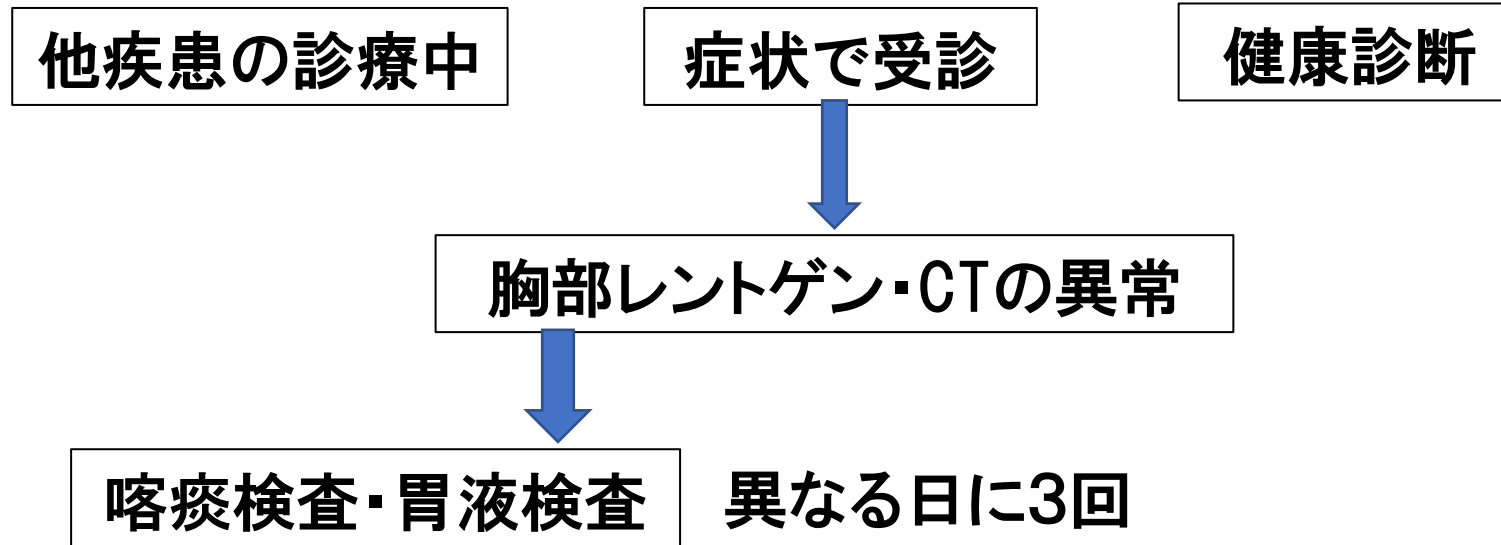 他疾患の診療中
症状で受診
健康診断
胸部レントゲン・CTの異常
喀痰検査・胃液検査
異なる日に3回